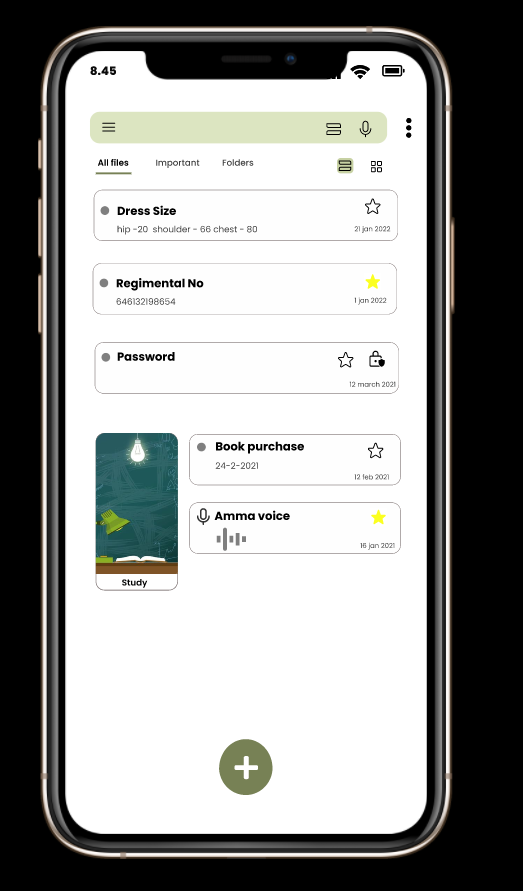 8.45
All files Important Folders
Dress Size
hip -20 shoulder - 66 chest - 80
21 jan 2022
Regimental No
646132198654
1 jan 2022
Password
12 march 2021
Book purchase
24-2-2021
12 feb 2021
Amma voice
16 jan 2021
Study